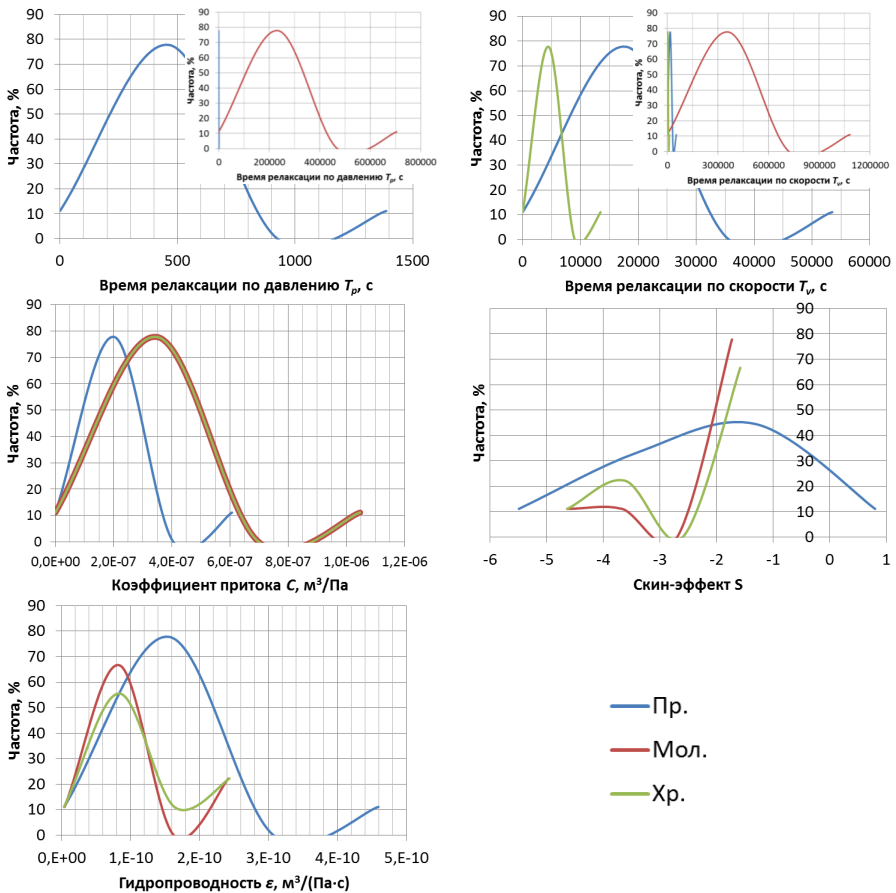 Частота, %
90
80
70
60
50
40
30
20
10
0
0 500 1000 1500
Время релаксации по давлению Tр, с
Частота, %
90
80
70
60
50
40
30
20
10
0
0 2000000 4000000 6000000 800000
Время релаксации по давлению Tр, с
Частота, %
90
80
70
60
50
40
30
20
10
0
0 10000 20000 30000 40000 50000 60000
Время релаксации по скорости Tv, с
Частота, %
90
80
70
60
50
40
30
20
10
0
0 3000000 6000000 9000000 1200000
Время релаксации по скорости Tv, с
Частота, %
90
80
70
60
50
40
30
20
10
0
0,0E+00 2,0E-07 4,0E-07 6,0E-07 8,0E-07 1,0E-06 1,2E-06
Коэффициент притока C, м³/Па
Частота, %
90
80
70
60
50
40
30
20
10
0
-6 -5 -4 -3 -2 -1 0 1
Скин-эффект S
Частота, %
90
80
70
60
50
40
30
20
10
0
0,E+00 1,E-10 2,E-10 3,E-10 4,E-10 5,E-10
Гидропроводность ε, м³/(Па·с)
Пр.
Мол.
Хр.